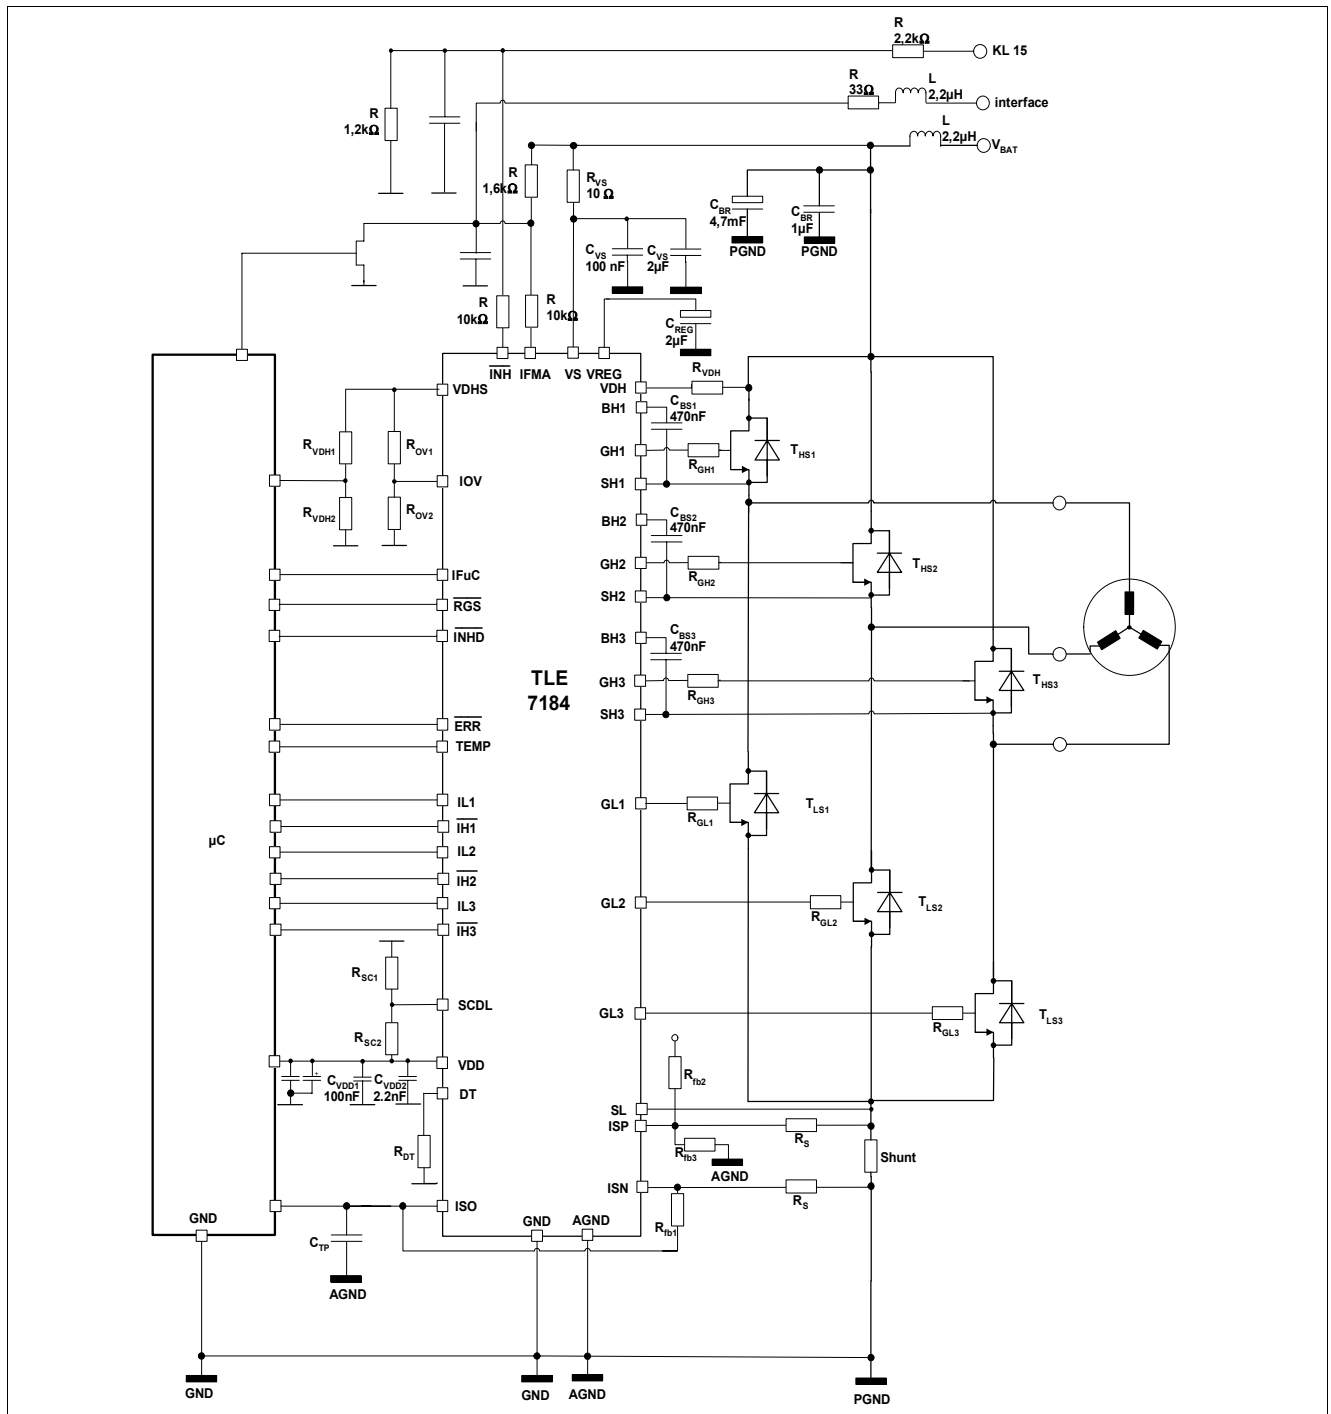 R
2,2kΩ
KL 15
R
33Ω
L
2,2µH
interface
R
1,2kΩ
L
2,2µH
VBAT
R
1,6kΩ
RVS
10 Ω
CBR
4,7mF
CBR
1µF
PGND
PGND
CVS
100 nF
CVS
2µF
R
10kΩ
R
10kΩ
CREG
2µF
INH
IFMA
VS
VREG
RVDH
VDHS
VDH
BH1
CBS1
470nF
RVDH1
ROV1
GH1
RGH1
THS1
IOV
SH1
RVDH2
ROV2
BH2
CBS2
470nF
IFuC
GH2
RGH2
THS2
RGS
SH2
INHD
BH3
CBS3
470nF
TLE
7184
GH3
RGH3
THS3
SH3
ERR
TEMP
IL1
GL1
RGL1
TLS1
IH1
µC
IL2
IH2
IL3
GL2
RGL2
TLS2
IH3
RSC1
SCDL
GL3
RGL3
TLS3
RSC2
VDD
CVDD1
100nF
CVDD2
2.2nF
Rfb2
DT
SL
ISP
RS
RDT
Rfb3
AGND
Shunt
ISN
RS
ISO
Rfb1
GND
GND
AGND
CTP
AGND
GND
GND
AGND
PGND